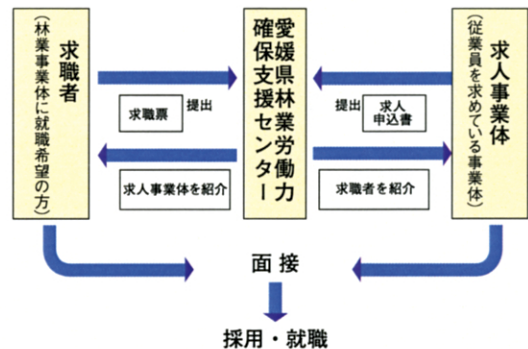 求職者
（林業事業体に就職希望の方）
愛媛県林業労働力
確保支援センター
求人事業体
（従業員を求めている事業体）
求職票
提出
提出
求人
申込書
求人事業体を紹介
求職者を紹介
面接
採用・就職